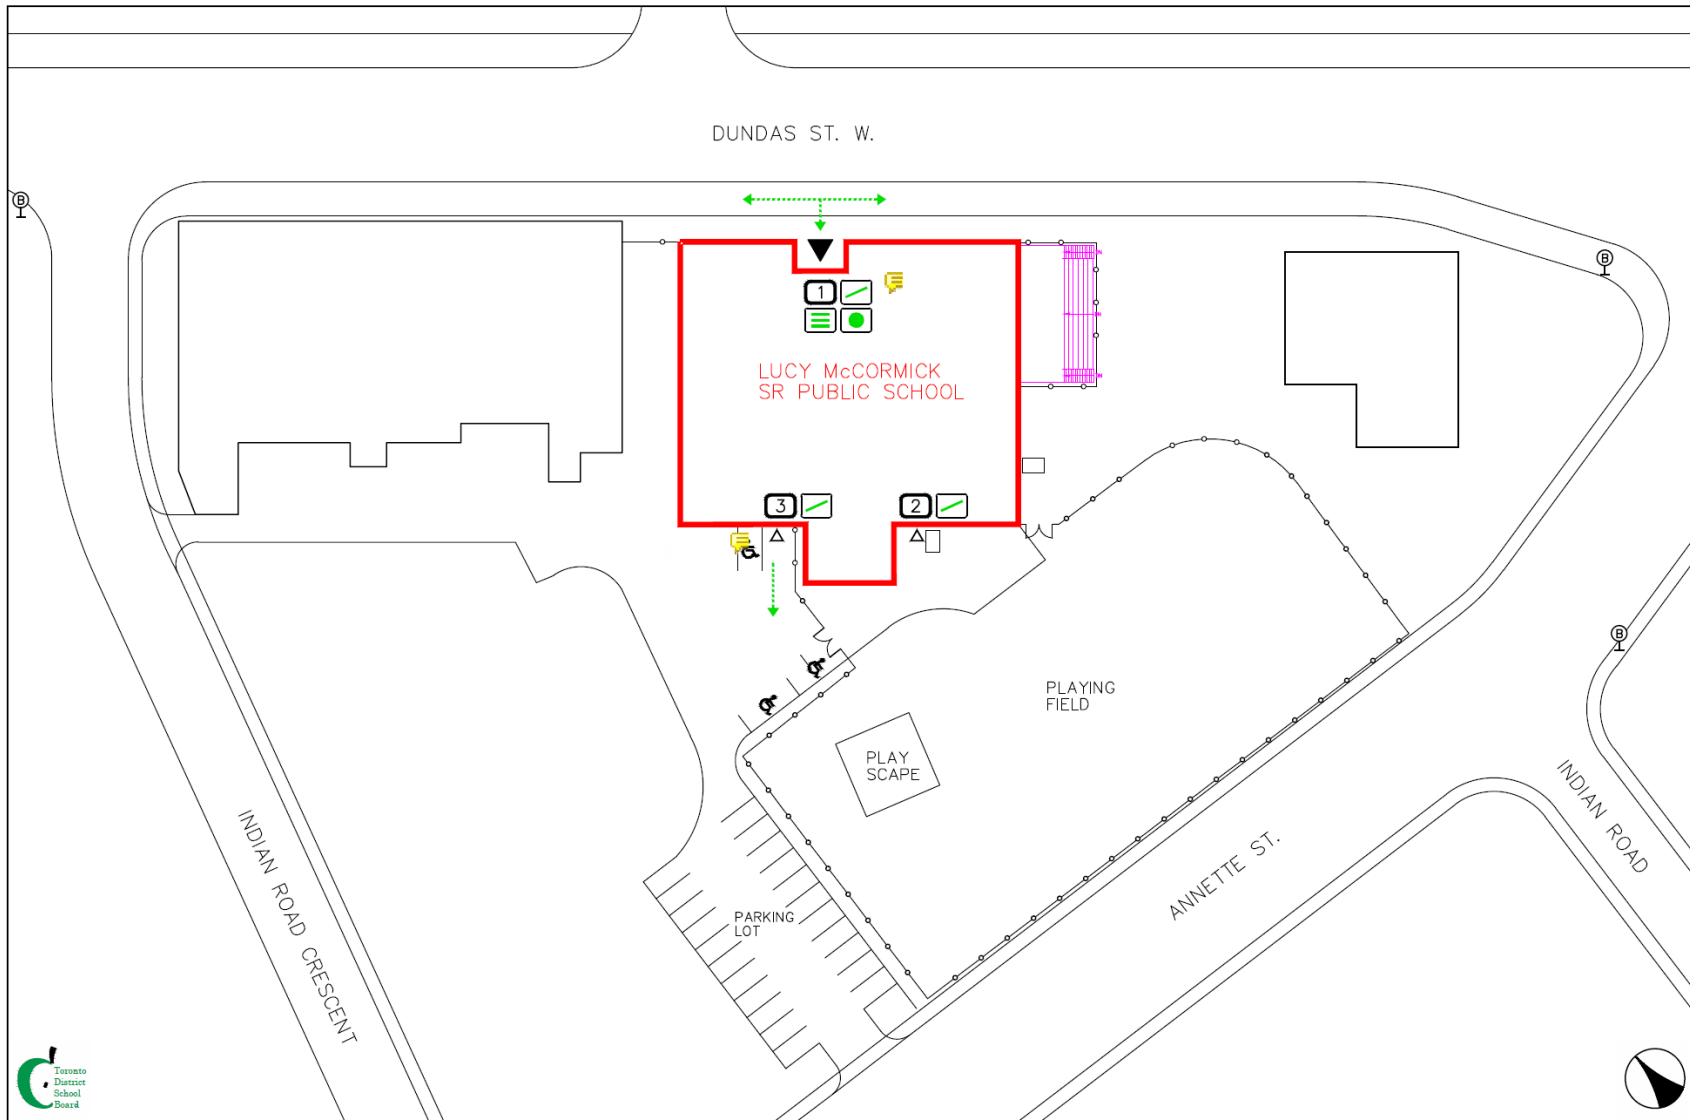 DUNDAS ST. W.
B
B
1
LUCY McCORMICK
SR PUBLIC SCHOOL
3
2
B
PLAYING
FIELD
PLAY
SCAPE
INDIAN ROAD
INDIAN ROAD CRESCENT
ANNETTE ST.
PARKING
LOT
Toronto
District
School
Board